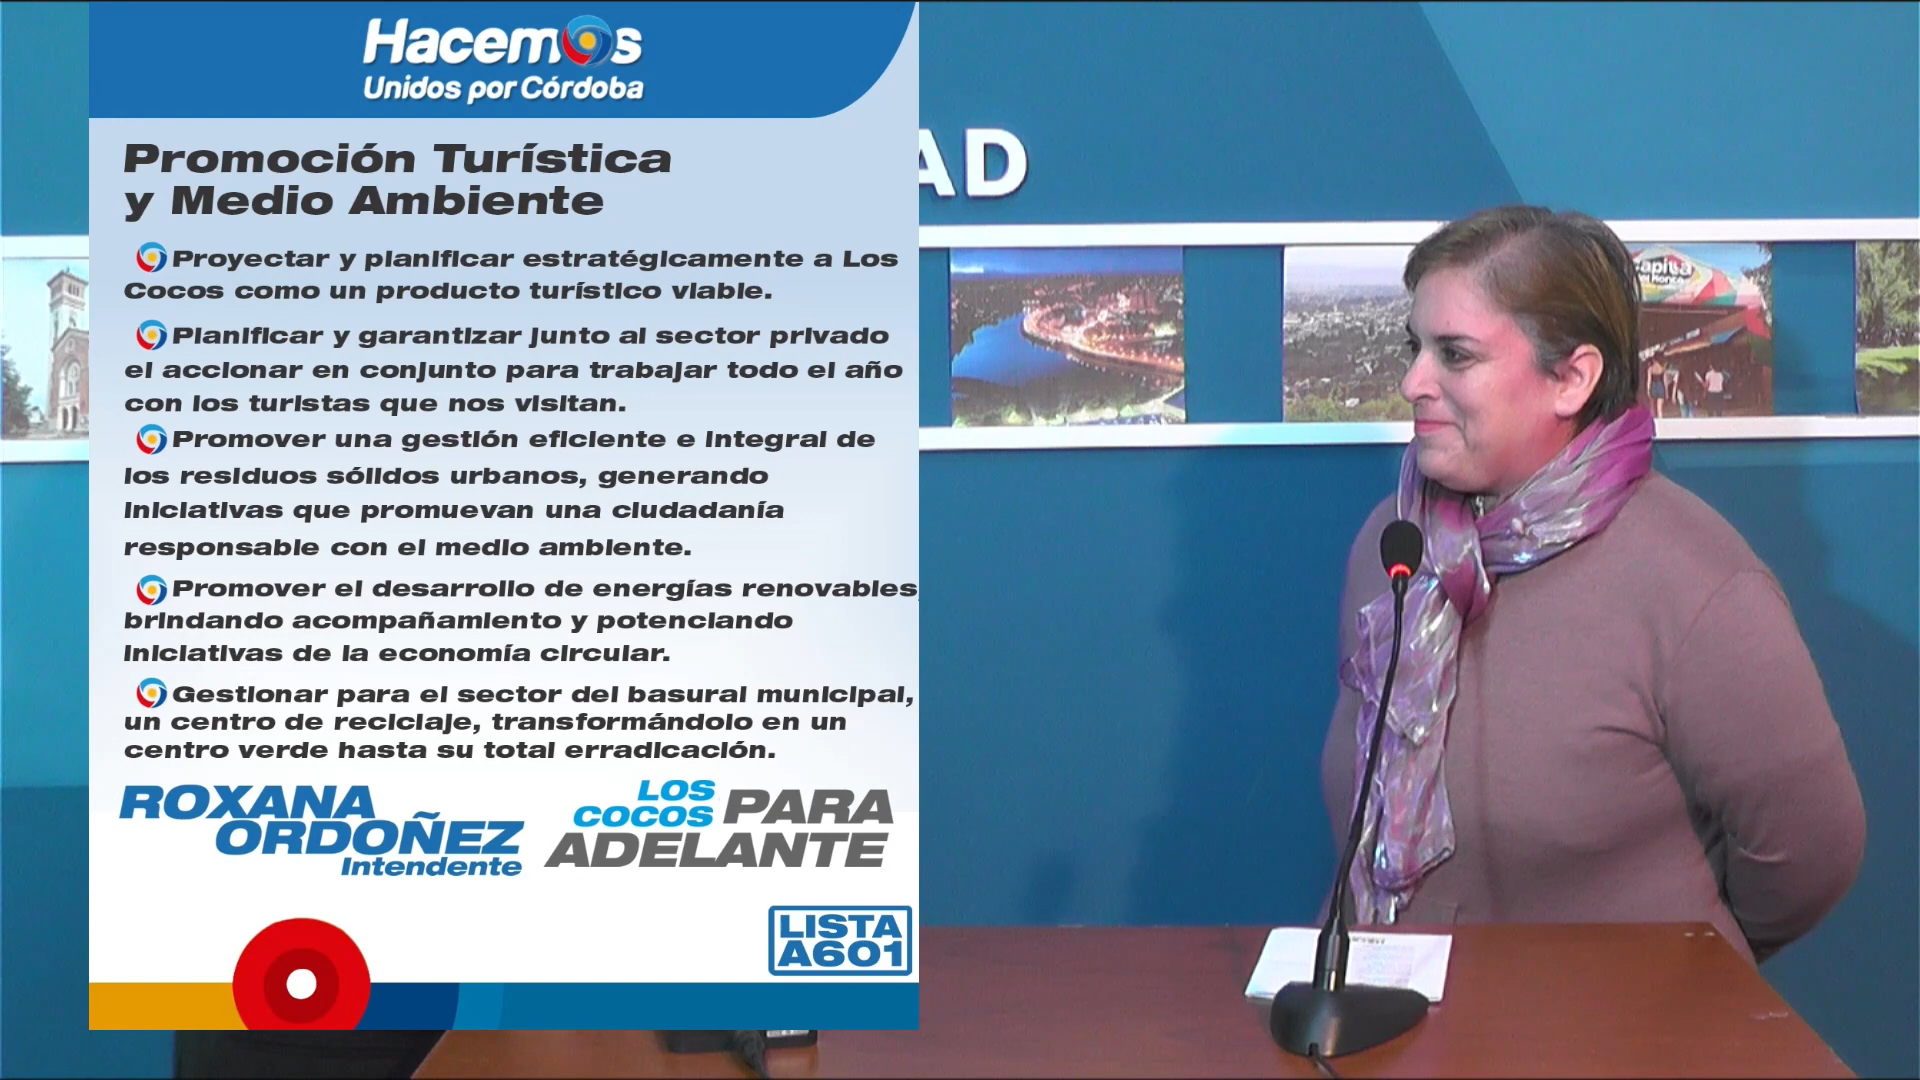 Hacemos
Unidos por Córdoba
Promoción Turística
y Medio Ambiente
Proyectar y planificar estratégicamente a Los
Cocos como un producto turístico viable.
Planificar y garantizar junto al sector privado
el accionar en conjunto para trabajar todo el año
con los turistas que nos visitan.
Promover una gestión eficiente e integral de
los residuos sólidos urbanos, generando
iniciativas que promuevan una ciudadanía
responsable con el medio ambiente.
Promover el desarrollo de energías renovables,
brindando acompañamiento y potenciando
iniciativas de la economía circular.
Gestionar para el sector del basural municipal,
un centro de reciclaje, transformándolo en un
centro verde hasta su total erradicación.
ROXANA
ORDOÑEZ
Intendente
LOS
COCOS PARA
ADELANTE
LISTA
A601
AD